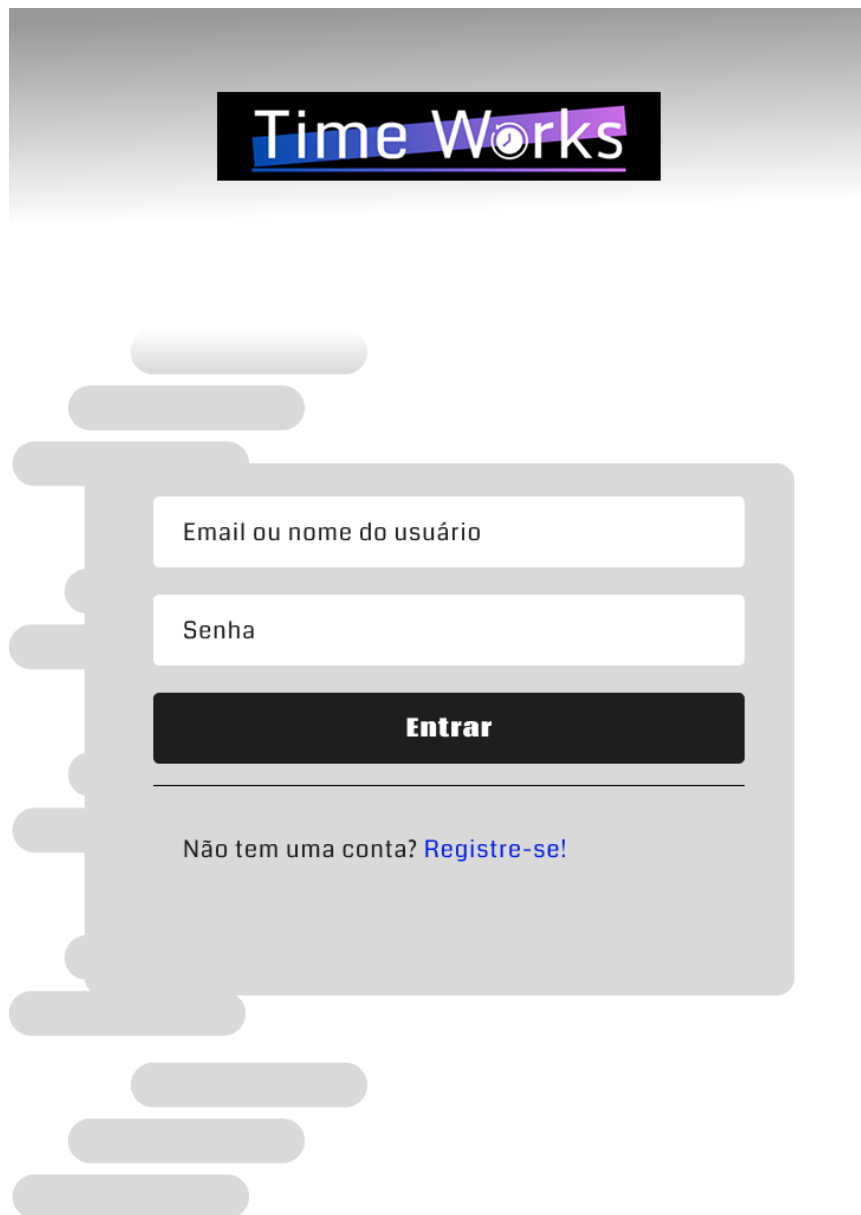 Time Works
Email ou nome do usuário
Senha
Entrar
Não tem uma conta? Registre-se!